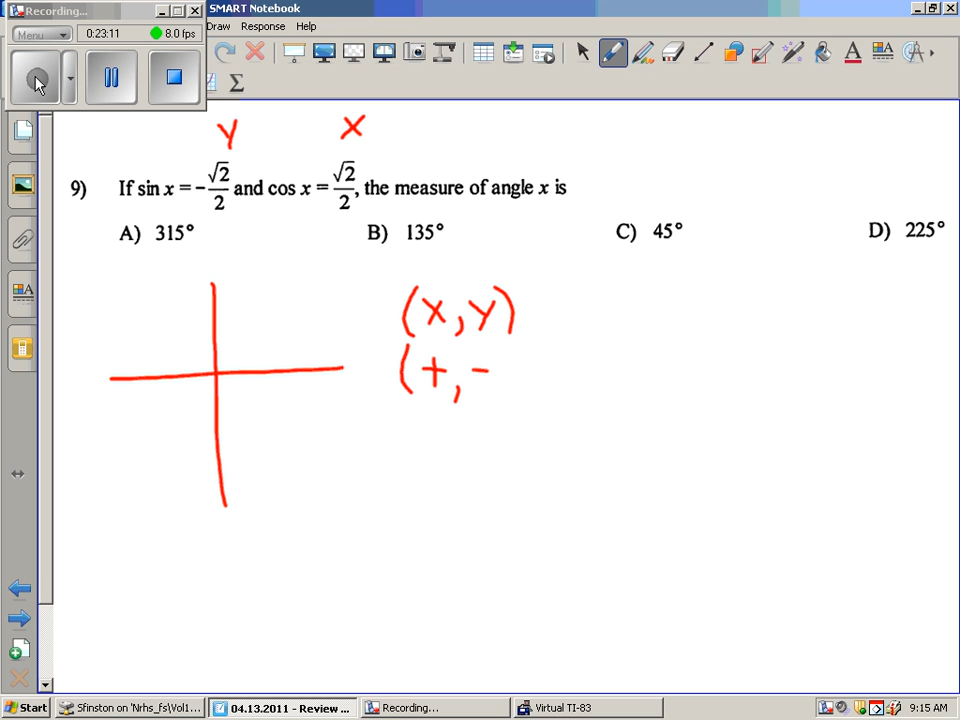 Recording...
SMART Notebook
Menu
0:23:11
8.0 fps
Draw Response Help
Σ
y x
9) If sin x = -√2/2 and cos x = √2/2, the measure of angle x is
A) 315° B) 135° C) 45° D) 225°
(x, y)
(+, -
Start
Sfinston on 'Nrhs_fs\Vol1...
04.13.2011 - Review ...
Recording...
Virtual TI-83
9:15 AM